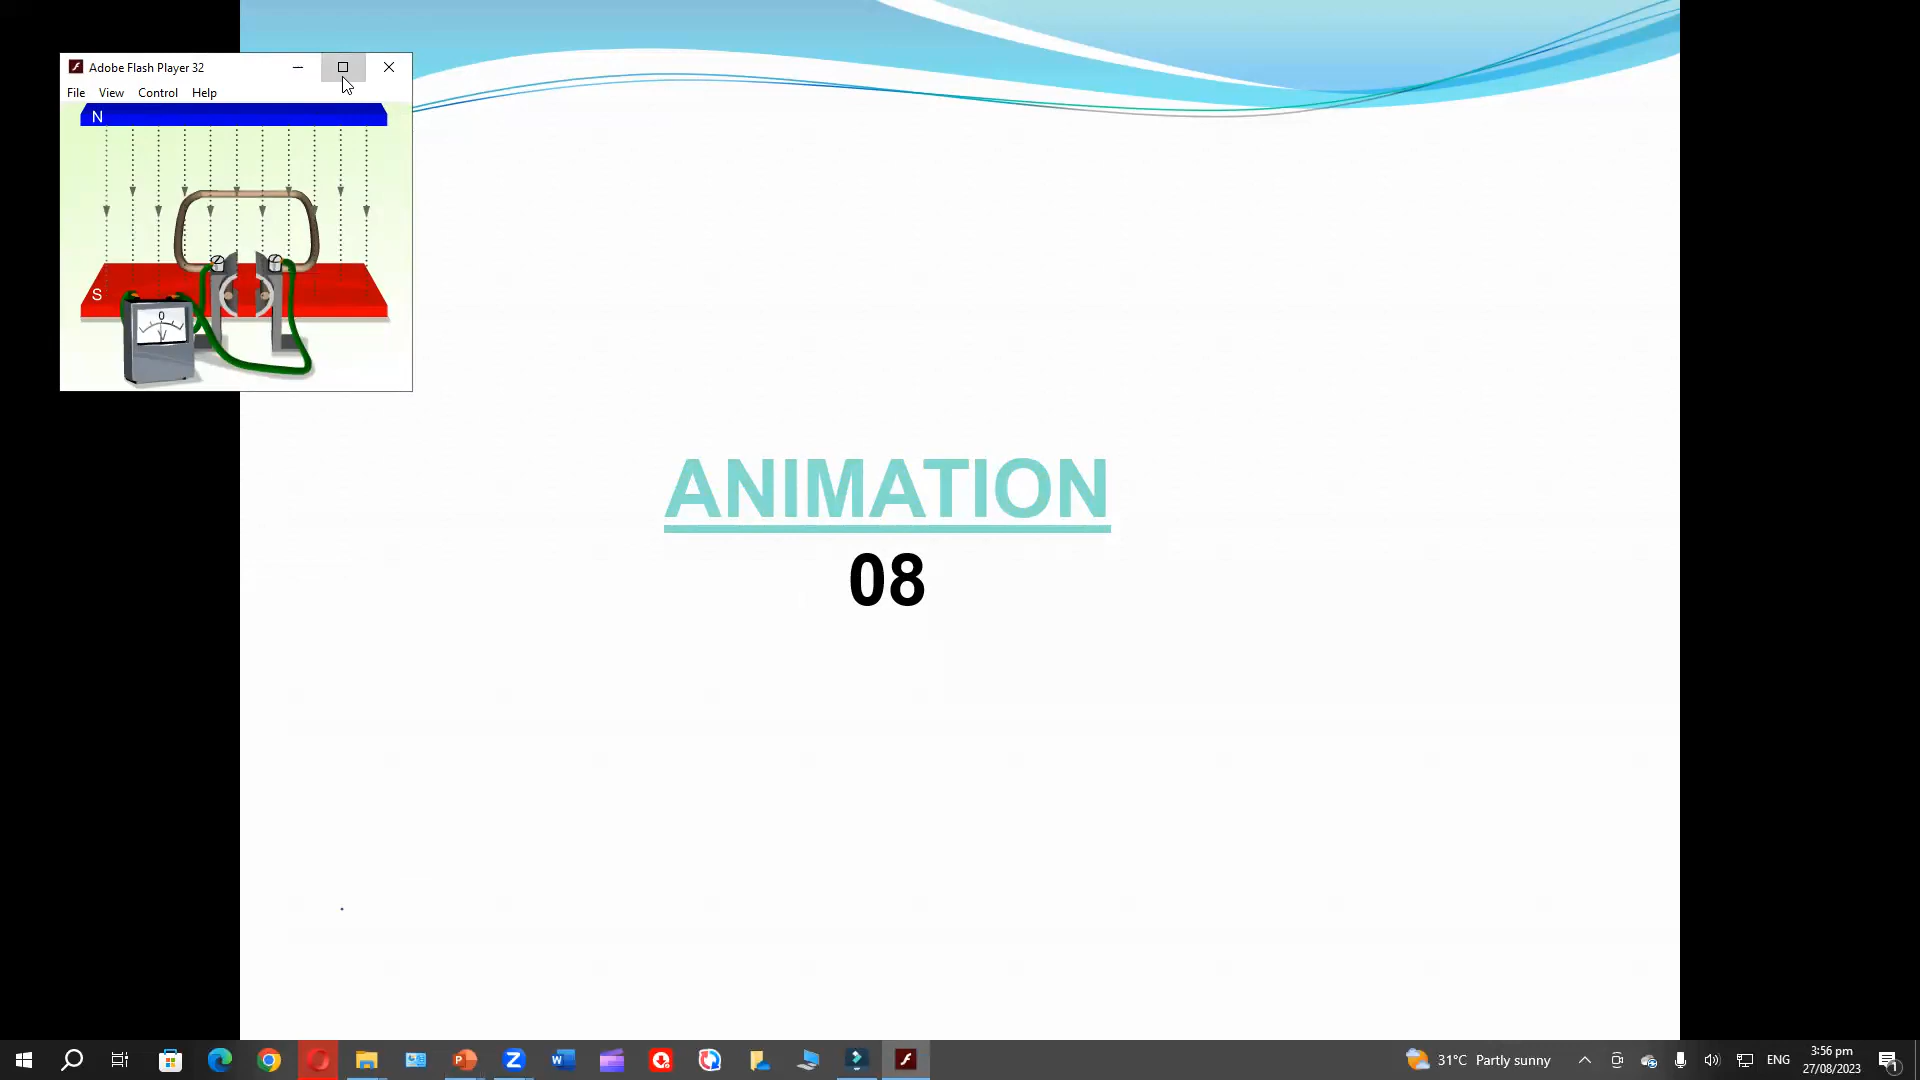 Adobe Flash Player 32
File View Control Help
N
S
0
V
ANIMATION
08
31°C Partly sunny
ENG
3:56 pm
27/08/2023
1